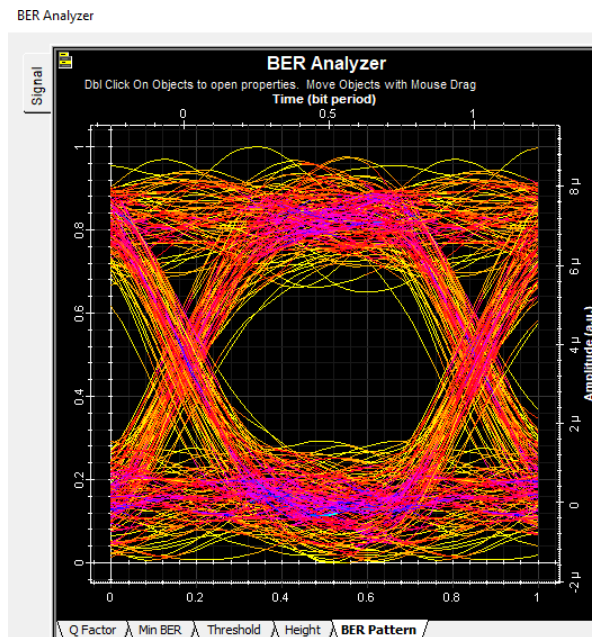 BER Analyzer
Signal
BER Analyzer
Dbl Click On Objects to open properties. Move Objects with Mouse Drag
Time (bit period)
0 0.5 1
1
0.8
0.6
0.4
0.2
0
8 µ
6 µ
4 µ
2 µ
0
-2 µ
Amplitude (a.u.)
0 0.2 0.4 0.6 0.8 1
Q Factor Min BER Threshold Height BER Pattern